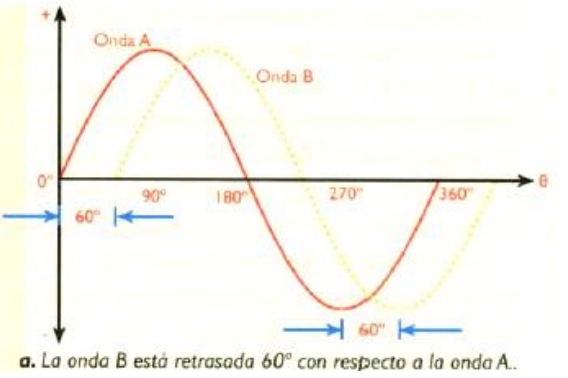 +
Onda A
Onda B
0°
90°
180°
270°
360°
θ
60°
60°
-
a. La onda B está retrasada 60° con respecto a la onda A..